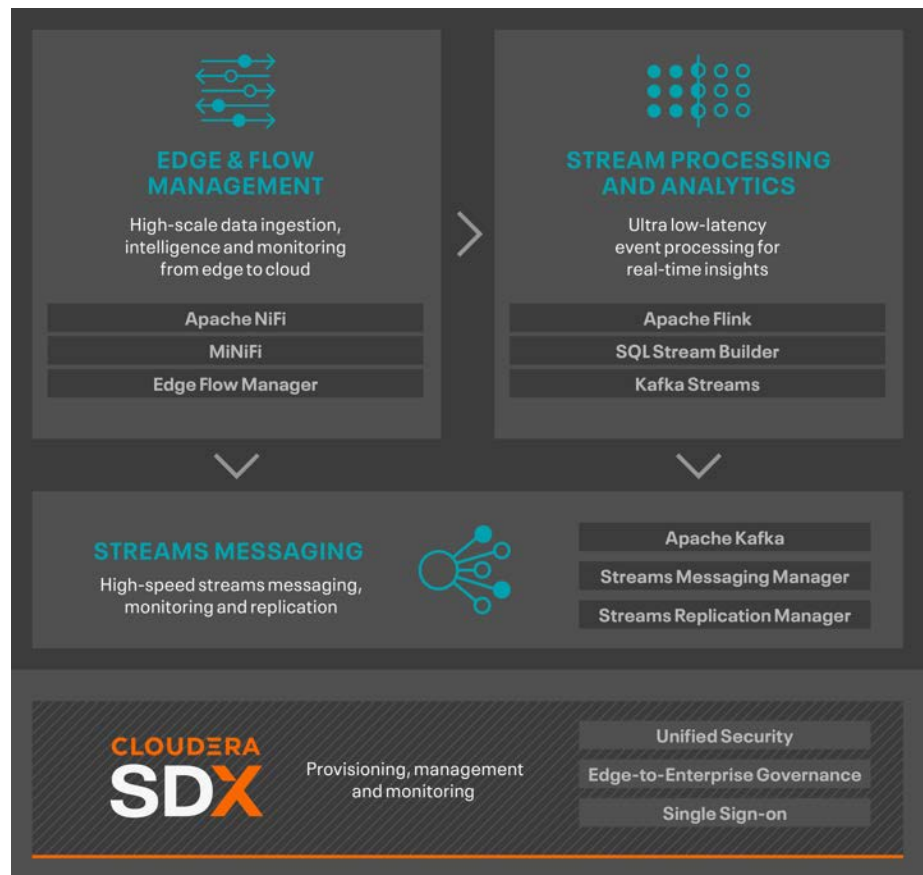 EDGE & FLOW
MANAGEMENT
High-scale data ingestion,
intelligence and monitoring
from edge to cloud
Apache NiFi
MiNiFi
Edge Flow Manager
STREAM PROCESSING
AND ANALYTICS
Ultra low-latency
event processing for
real-time insights
Apache Flink
SQL Stream Builder
Kafka Streams
STREAMS MESSAGING
High-speed streams messaging,
monitoring and replication
Apache Kafka
Streams Messaging Manager
Streams Replication Manager
CLOUDERA
SDX
Provisioning, management
and monitoring
Unified Security
Edge-to-Enterprise Governance
Single Sign-on